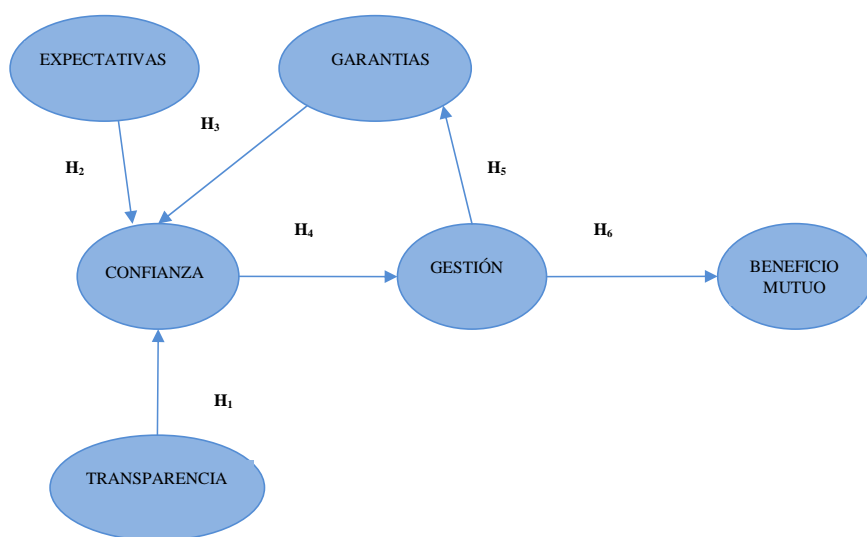 EXPECTATIVAS
GARANTIAS
H₃
H₂
H₅
H₄
H₆
CONFIANZA
GESTIÓN
BENEFICIO
MUTUO
H₁
TRANSPARENCIA